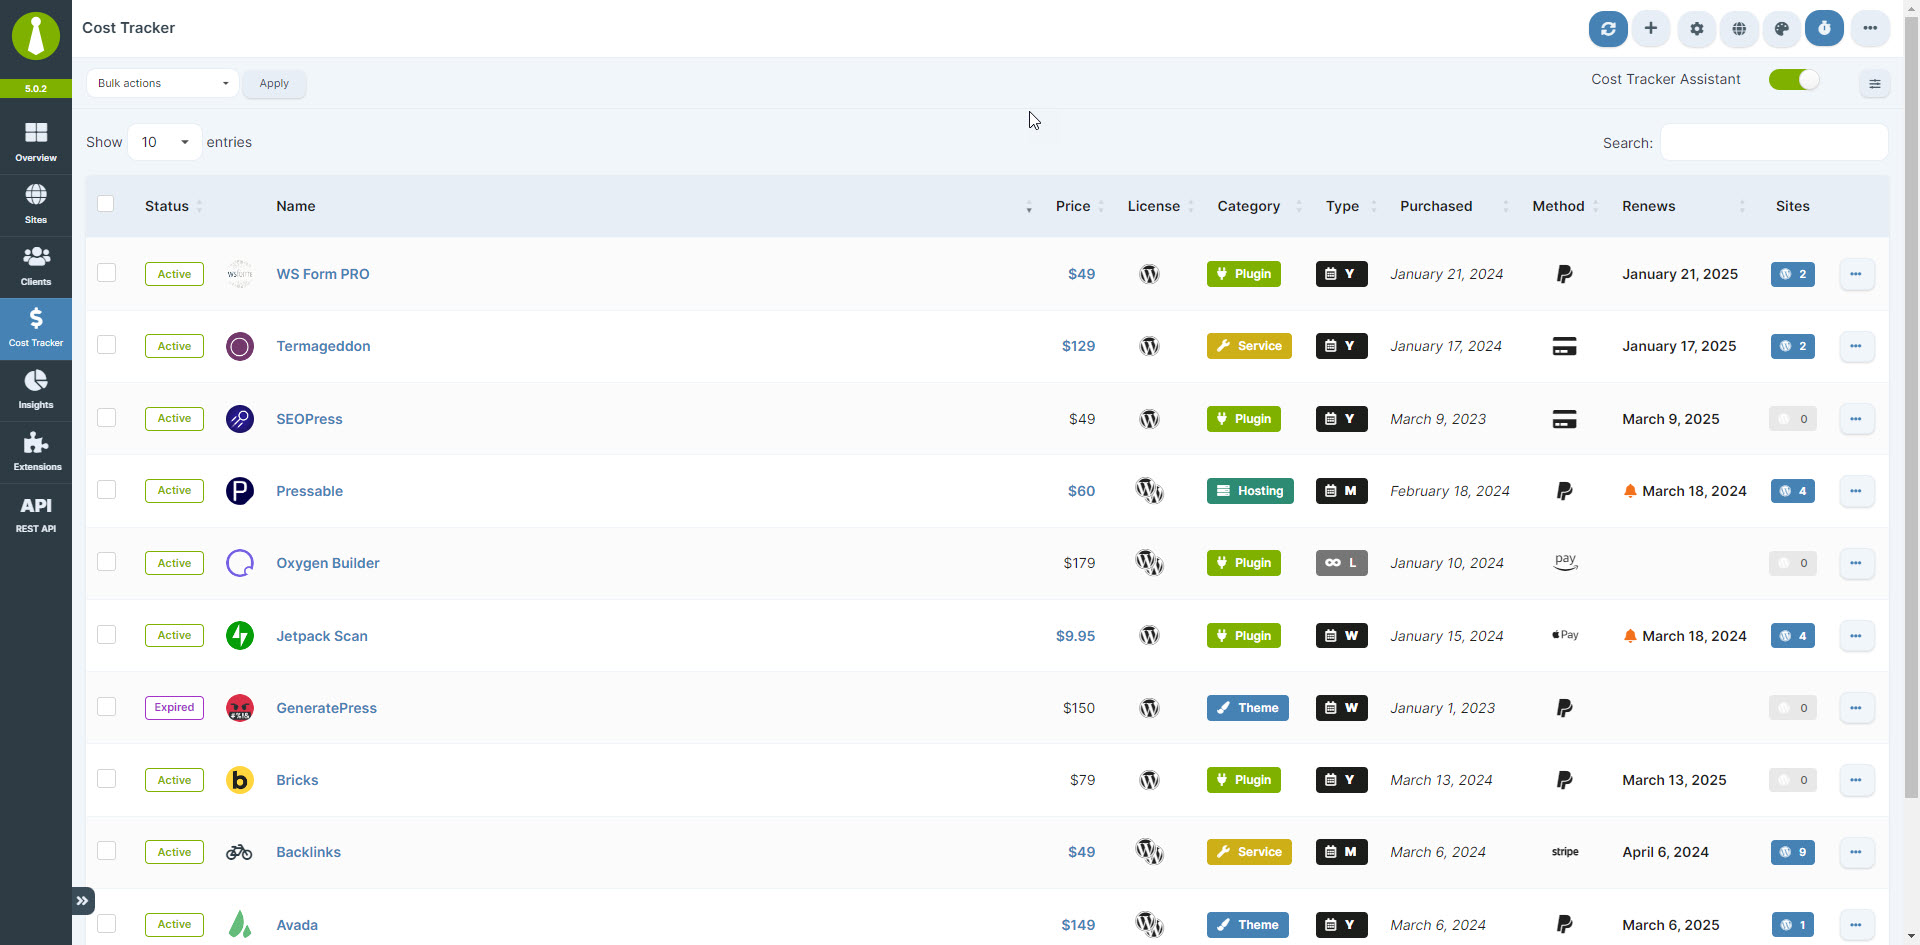 Cost Tracker
5.0.2
Overview
Sites
Clients
Cost Tracker
Insights
Extensions
API
REST API
Bulk actions Apply Cost Tracker Assistant
Show 10 entries Search:
Status Name Price License Category Type Purchased Method Renews Sites
Active wsform WS Form PRO $49 Plugin Y January 21, 2024 January 21, 2025 2
Active Termageddon $129 Service Y January 17, 2024 January 17, 2025 2
Active SEOPress $49 Plugin Y March 9, 2023 March 9, 2025 0
Active Pressable $60 Hosting M February 18, 2024 March 18, 2024 4
Active Oxygen Builder $179 Plugin L January 10, 2024 pay 0
Active Jetpack Scan $9.95 Plugin W January 15, 2024 Pay March 18, 2024 4
Expired GeneratePress $150 Theme W January 1, 2023 0
Active b Bricks $79 Plugin Y March 13, 2024 March 13, 2025 0
Active Backlinks $49 Service M March 6, 2024 stripe April 6, 2024 9
Active Avada $149 Theme Y March 6, 2024 March 6, 2025 1